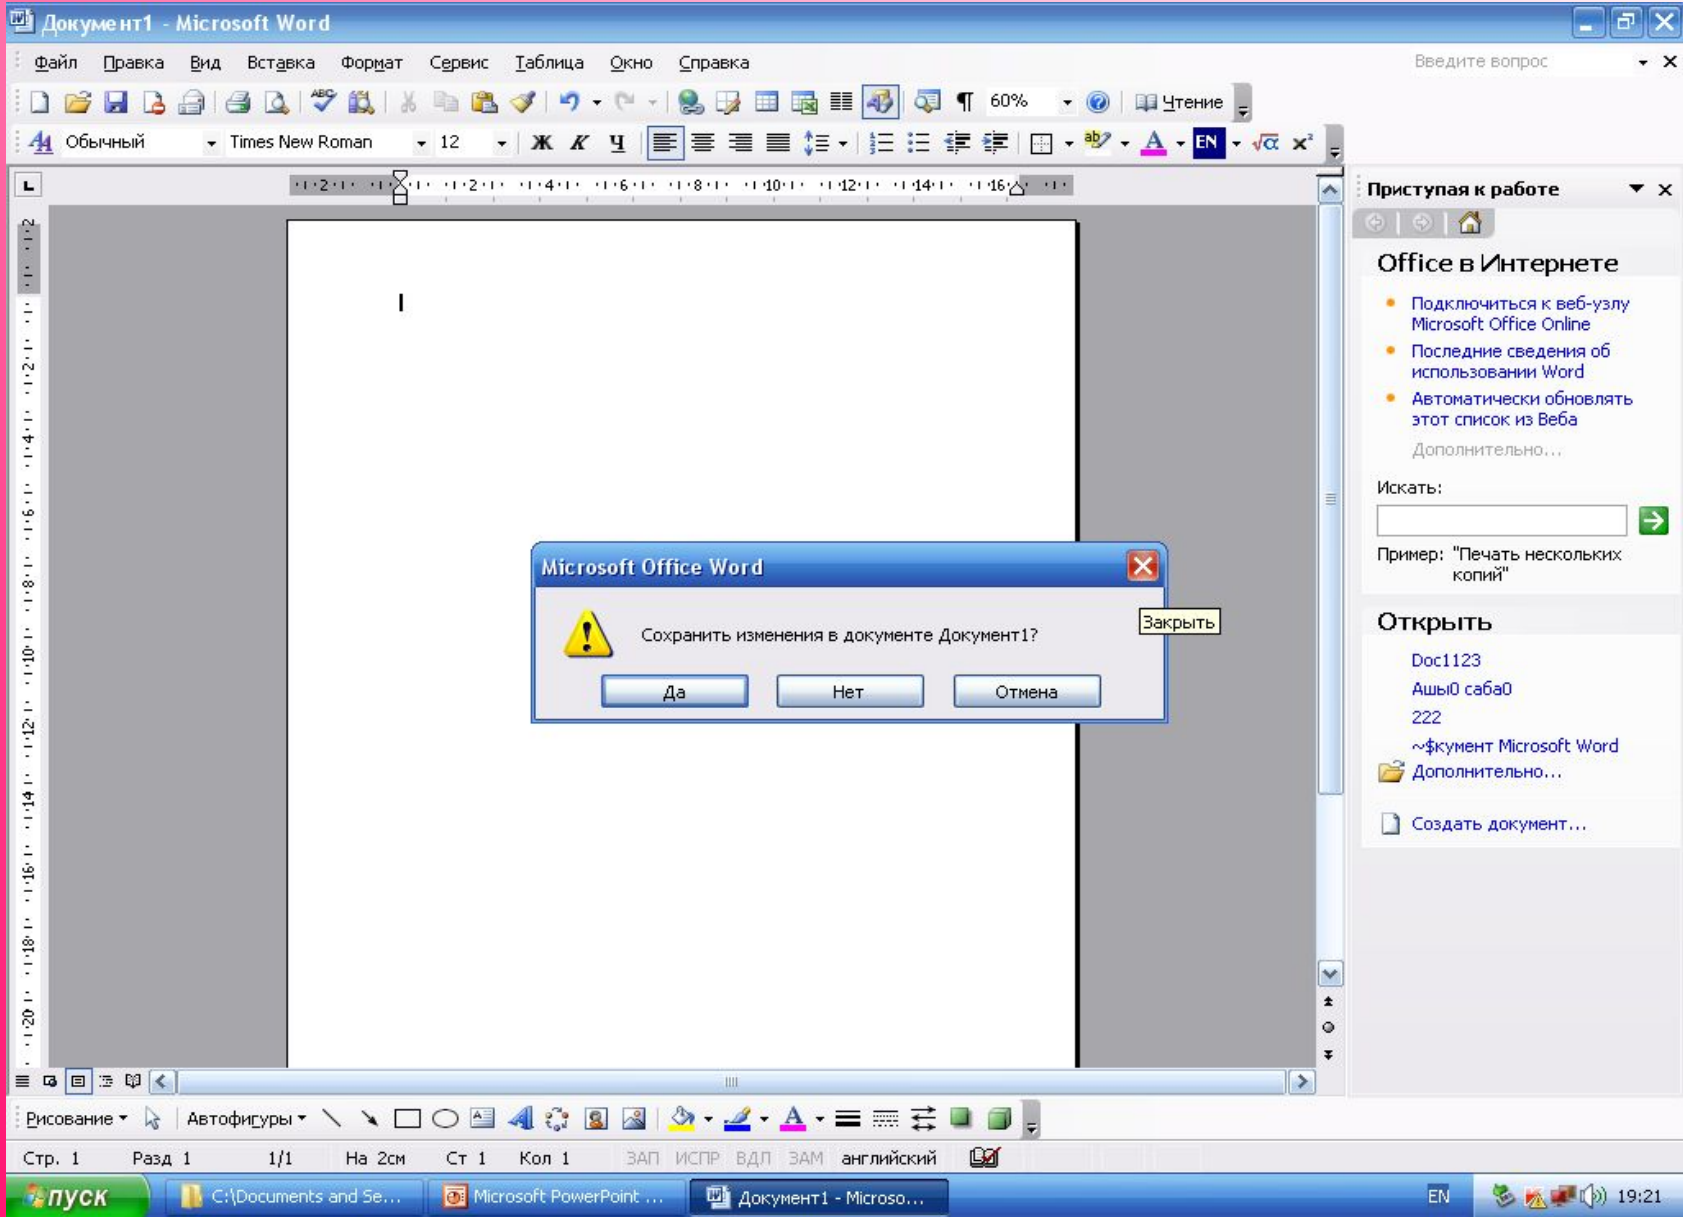 Документ1 - Microsoft Word
Файл Правка Вид Вставка Формат Сервис Таблица Окно Справка Введите вопрос
60% Чтение
Обычный Times New Roman 12 Ж К Ч EN
Приступая к работе
Office в Интернете
Подключиться к веб-узлу
Microsoft Office Online
Последние сведения об
использовании Word
Автоматически обновлять
этот список из Веба
Дополнительно...
Искать:
Пример: "Печать нескольких
копий"
Открыть
Doc1123
Ашы0 саба0
222
~$кумент Microsoft Word
Дополнительно...
Создать документ...
Microsoft Office Word
Закрыть
Сохранить изменения в документе Документ1?
Да Нет Отмена
Рисование Автофигуры
Стр. 1 Разд 1 1/1 На 2см Ст 1 Кол 1 ЗАП ИСПР ВДЛ ЗАМ английский
пуск C:\Documents and Se... Microsoft PowerPoint ... Документ1 - Microso... EN 19:21